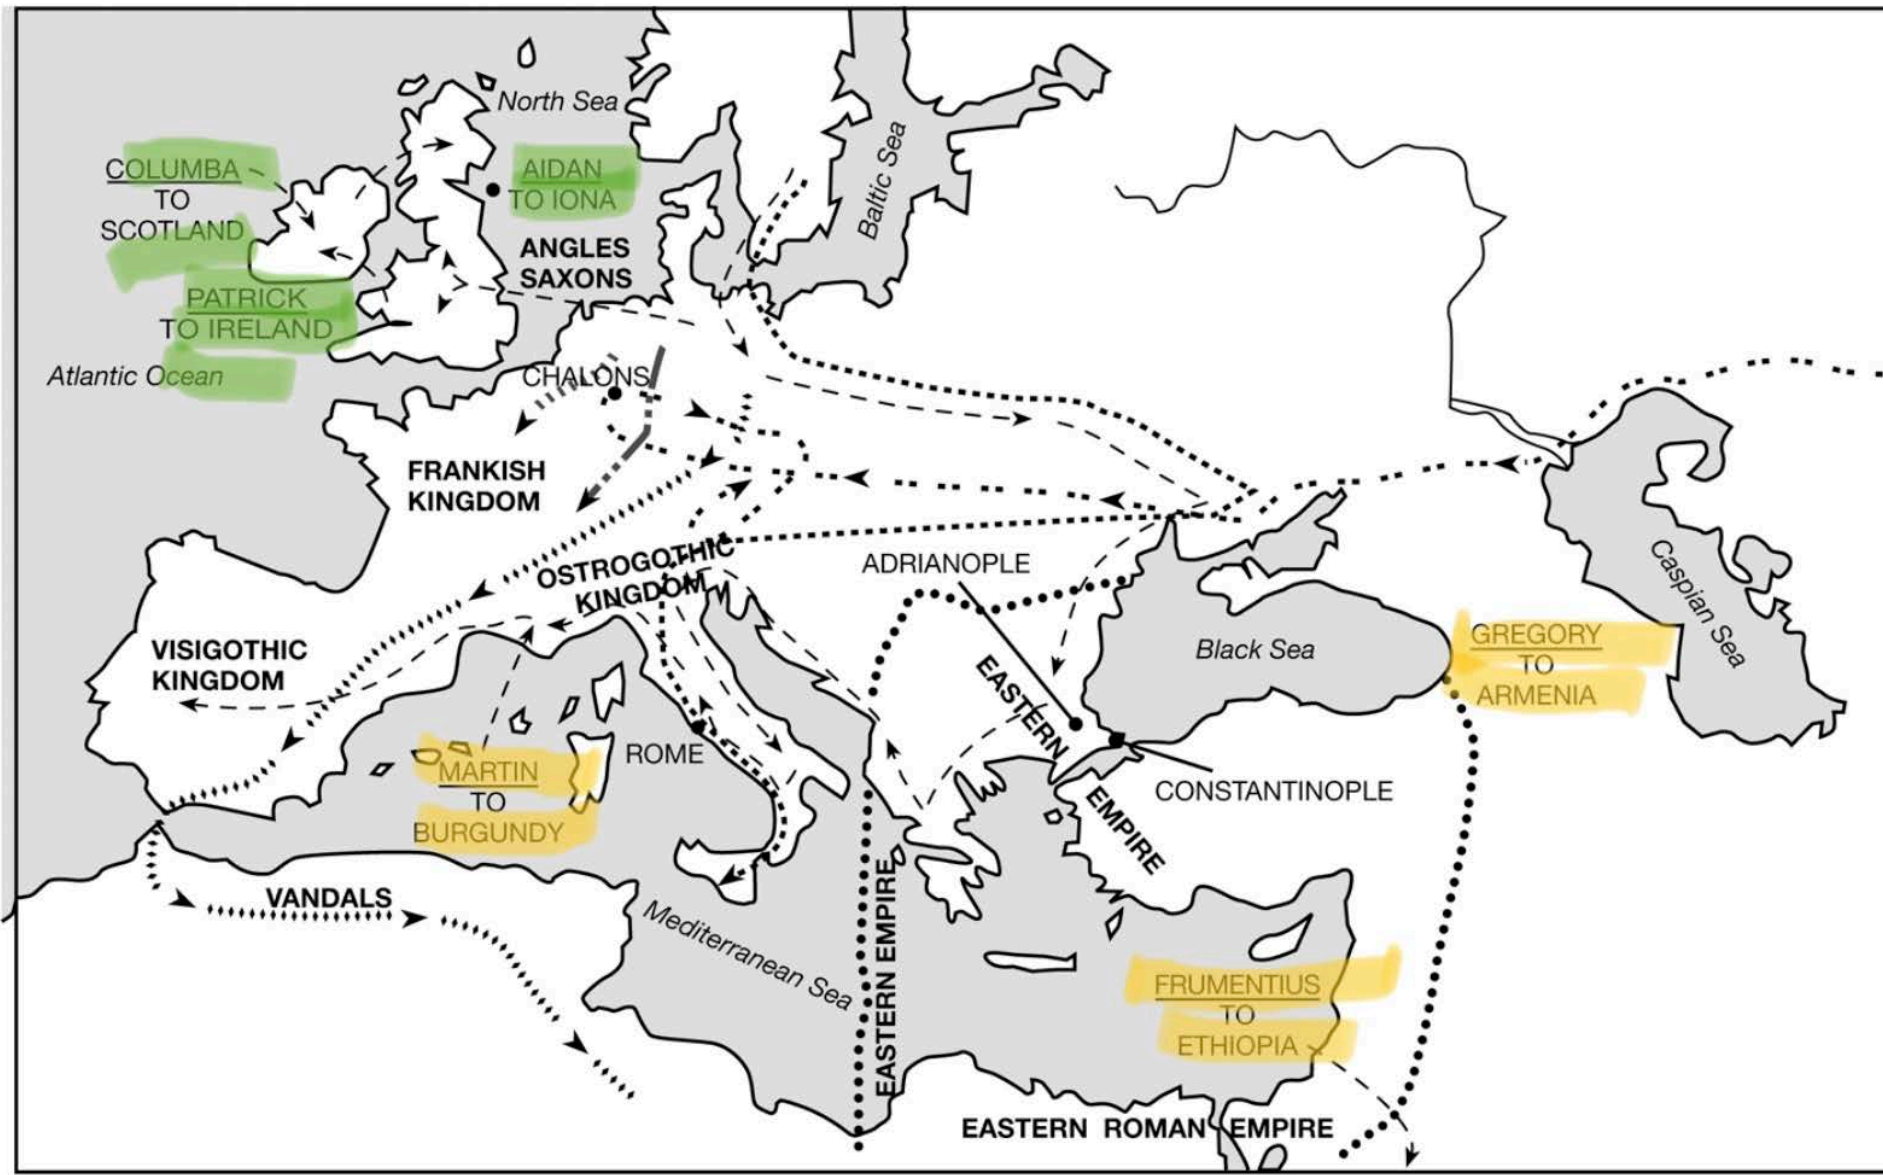 North Sea
Baltic Sea
COLUMBA
TO
SCOTLAND
AIDAN
TO IONA
ANGLES
SAXONS
PATRICK
TO IRELAND
Atlantic Ocean
CHALONS
FRANKISH
KINGDOM
OSTROGOTHIC
KINGDOM
ADRIANOPLE
Caspian Sea
VISIGOTHIC
KINGDOM
Black Sea
GREGORY
TO
ARMENIA
EASTERN
EMPIRE
ROME
MARTIN
TO
BURGUNDY
CONSTANTINOPLE
VANDALS
Mediterranean Sea
EASTERN EMPIRE
FRUMENTIUS
TO
ETHIOPIA
EASTERN ROMAN EMPIRE